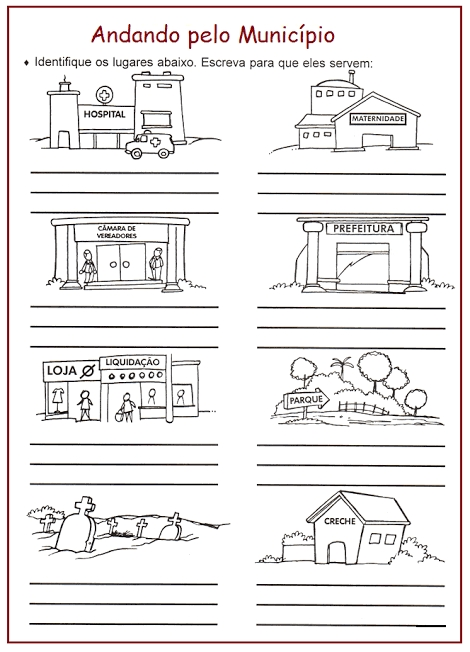 Andando pelo Município
♦ Identifique os lugares abaixo. Escreva para que eles servem:
HOSPITAL
MATERNIDADE
CÂMARA DE
VEREADORES
PREFEITURA
LOJA
LIQUIDAÇÃO
PARQUE
CRECHE